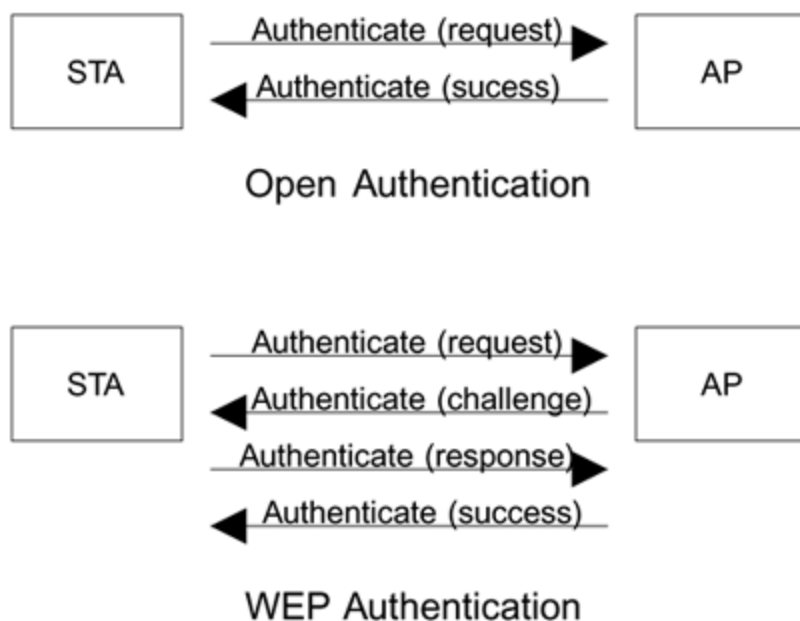 STA
Authenticate (request)
AP
Authenticate (sucess)
Open Authentication
STA
Authenticate (request)
AP
Authenticate (challenge)
Authenticate (response)
Authenticate (success)
WEP Authentication